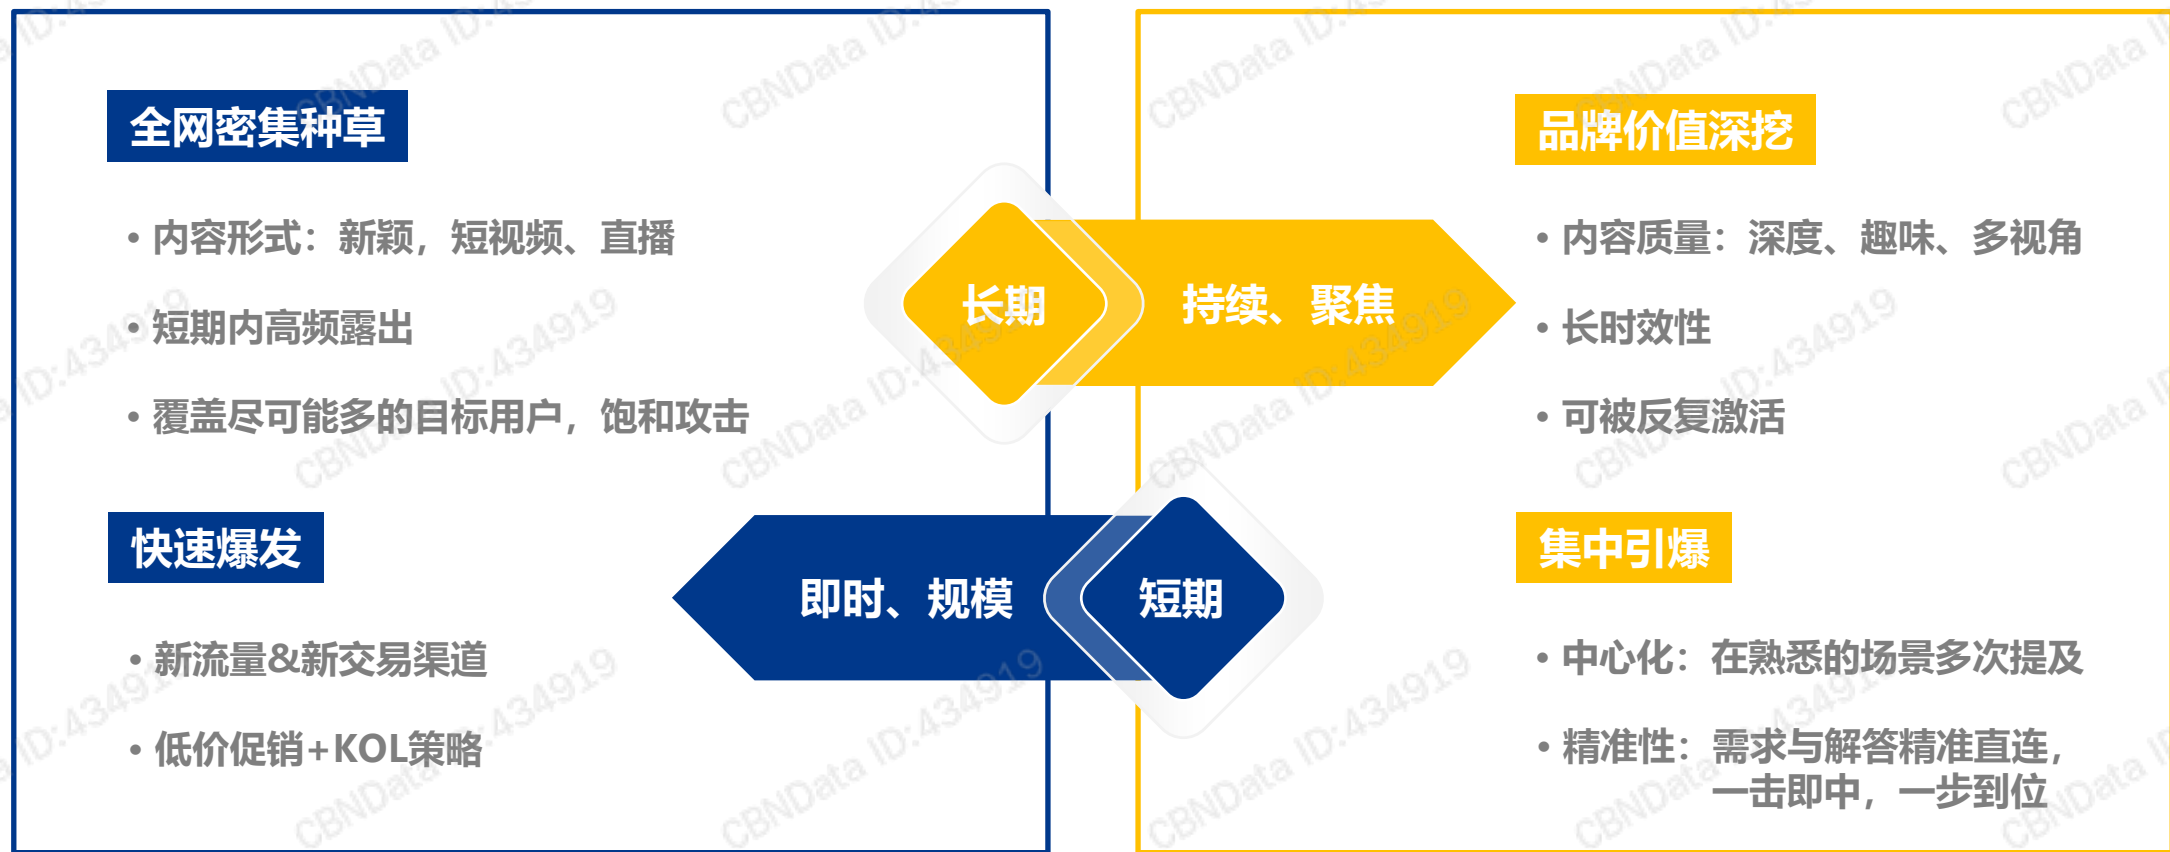 全网密集种草
• 内容形式：新颖，短视频、直播
• 短期内高频露出
• 覆盖尽可能多的目标用户，饱和攻击
快速爆发
• 新流量&新交易渠道
• 低价促销+KOL策略
长期
持续、聚焦
即时、规模
短期
品牌价值深挖
• 内容质量：深度、趣味、多视角
• 长时效性
• 可被反复激活
集中引爆
• 中心化：在熟悉的场景多次提及
• 精准性：需求与解答精准直连，
一击即中，一步到位
CBNData ID:434919